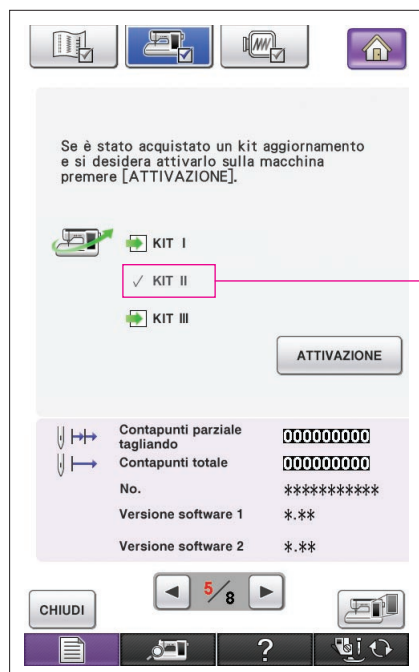 Se è stato acquistato un kit aggiornamento
e si desidera attivarlo sulla macchina
premere [ATTIVAZIONE].
KIT I
✓ KIT II
KIT III
ATTIVAZIONE
Contapunti parziale
tagliando
000000000
Contapunti totale
000000000
No.
***********
Versione software 1
*.**
Versione software 2
*.**
CHIUDI
5/8
?